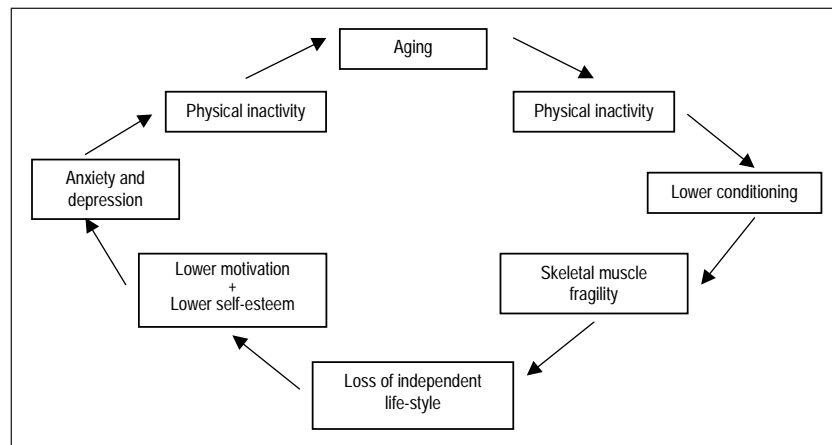 Aging
Physical inactivity
Physical inactivity
Anxiety and
depression
Lower conditioning
Lower motivation
+
Lower self-esteem
Skeletal muscle
fragility
Loss of independent
life-style